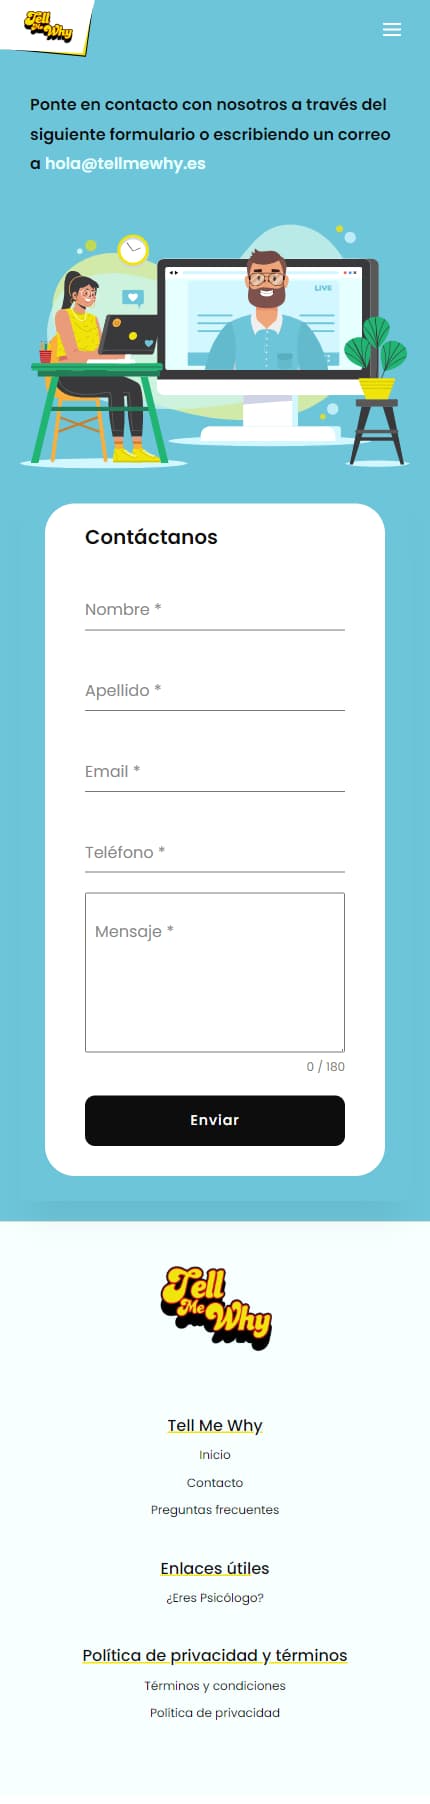 Tell
Me Why
Ponte en contacto con nosotros a través del
siguiente formulario o escribiendo un correo
a hola@tellmewhy.es
LIVE
Contáctanos
Nombre *
Apellido *
Email *
Teléfono *
Mensaje *
0 / 180
Enviar
Tell
Me Why
Tell Me Why
Inicio
Contacto
Preguntas frecuentes
Enlaces útiles
¿Eres Psicólogo?
Política de privacidad y términos
Términos y condiciones
Política de privacidad